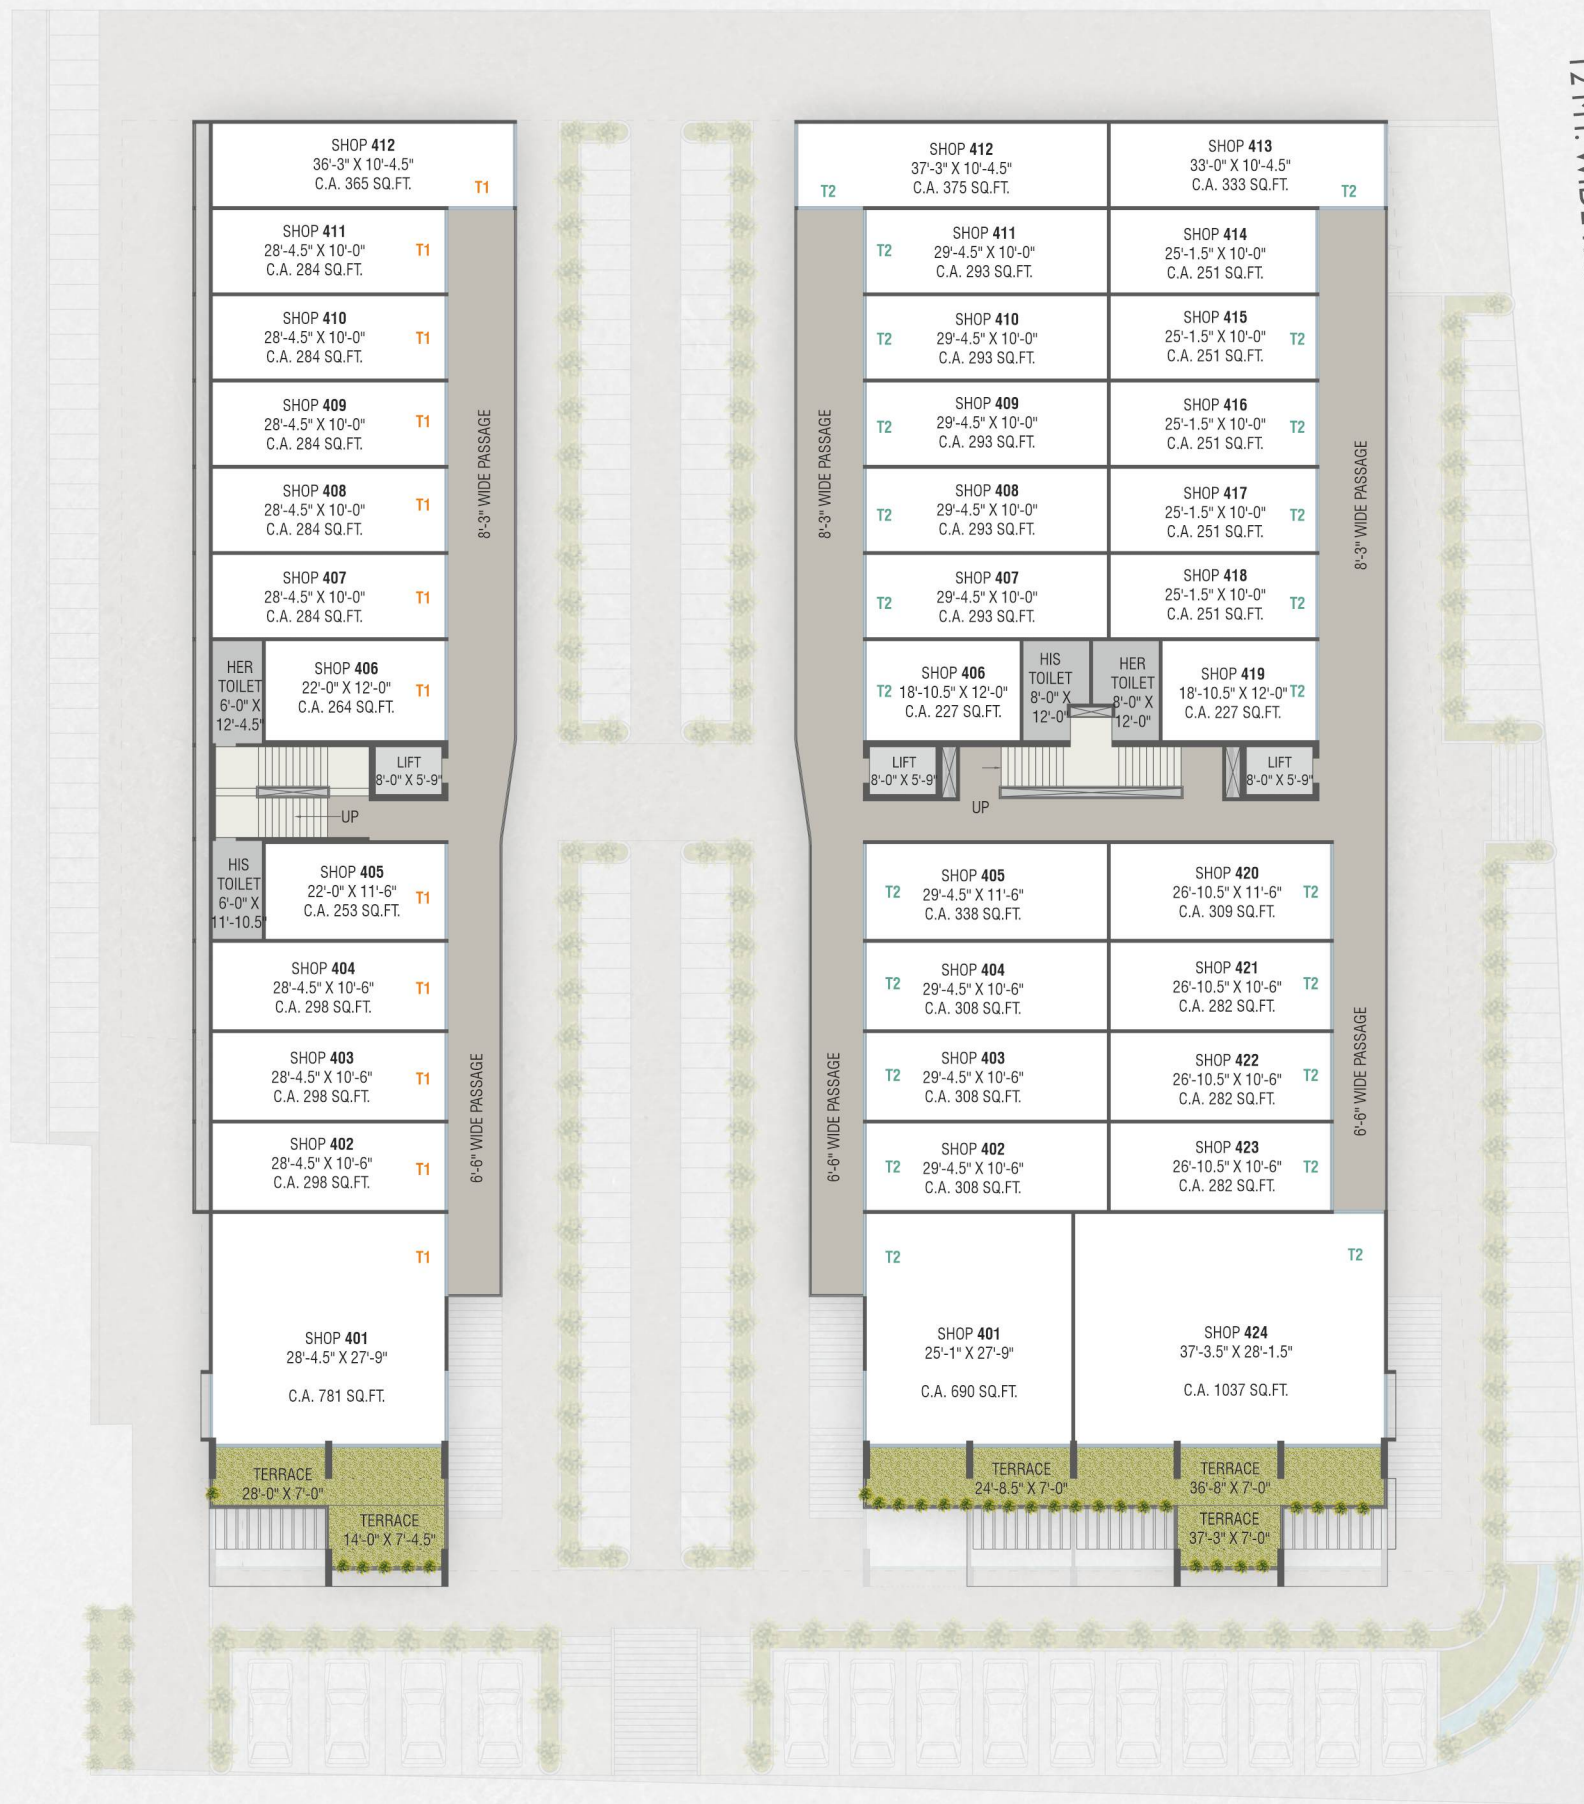 SHOP 412
36'-3" X 10'-4.5"
C.A. 365 SQ.FT.
T1
SHOP 411
28'-4.5" X 10'-0"
C.A. 284 SQ.FT.
T1
SHOP 410
28'-4.5" X 10'-0"
C.A. 284 SQ.FT.
T1
SHOP 409
28'-4.5" X 10'-0"
C.A. 284 SQ.FT.
T1
SHOP 408
28'-4.5" X 10'-0"
C.A. 284 SQ.FT.
T1
SHOP 407
28'-4.5" X 10'-0"
C.A. 284 SQ.FT.
T1
8'-3" WIDE PASSAGE
HER
TOILET
6'-0" X
12'-4.5"
SHOP 406
22'-0" X 12'-0"
C.A. 264 SQ.FT.
T1
LIFT
8'-0" X 5'-9"
UP
HIS
TOILET
6'-0" X
11'-10.5"
SHOP 405
22'-0" X 11'-6"
C.A. 253 SQ.FT.
T1
SHOP 404
28'-4.5" X 10'-6"
C.A. 298 SQ.FT.
T1
SHOP 403
28'-4.5" X 10'-6"
C.A. 298 SQ.FT.
T1
SHOP 402
28'-4.5" X 10'-6"
C.A. 298 SQ.FT.
T1
6'-6" WIDE PASSAGE
T1
SHOP 401
28'-4.5" X 27'-9"
C.A. 781 SQ.FT.
TERRACE
28'-0" X 7'-0"
TERRACE
14'-0" X 7'-4.5"
SHOP 412
37'-3" X 10'-4.5"
C.A. 375 SQ.FT.
T2
SHOP 413
33'-0" X 10'-4.5"
C.A. 333 SQ.FT.
T2
T2
SHOP 411
29'-4.5" X 10'-0"
C.A. 293 SQ.FT.
SHOP 414
25'-1.5" X 10'-0"
C.A. 251 SQ.FT.
T2
SHOP 410
29'-4.5" X 10'-0"
C.A. 293 SQ.FT.
SHOP 415
25'-1.5" X 10'-0"
C.A. 251 SQ.FT.
T2
T2
SHOP 409
29'-4.5" X 10'-0"
C.A. 293 SQ.FT.
SHOP 416
25'-1.5" X 10'-0"
C.A. 251 SQ.FT.
T2
T2
SHOP 408
29'-4.5" X 10'-0"
C.A. 293 SQ.FT.
SHOP 417
25'-1.5" X 10'-0"
C.A. 251 SQ.FT.
T2
T2
SHOP 407
29'-4.5" X 10'-0"
C.A. 293 SQ.FT.
SHOP 418
25'-1.5" X 10'-0"
C.A. 251 SQ.FT.
T2
8'-3" WIDE PASSAGE
8'-3" WIDE PASSAGE
T2
SHOP 406
18'-10.5" X 12'-0"
C.A. 227 SQ.FT.
HIS
TOILET
8'-0" X
12'-0"
HER
TOILET
8'-0" X
12'-0"
SHOP 419
18'-10.5" X 12'-0"
C.A. 227 SQ.FT.
T2
LIFT
8'-0" X 5'-9"
UP
LIFT
8'-0" X 5'-9"
T2
SHOP 405
29'-4.5" X 11'-6"
C.A. 338 SQ.FT.
SHOP 420
26'-10.5" X 11'-6"
C.A. 309 SQ.FT.
T2
T2
SHOP 404
29'-4.5" X 10'-6"
C.A. 308 SQ.FT.
SHOP 421
26'-10.5" X 10'-6"
C.A. 282 SQ.FT.
T2
T2
SHOP 403
29'-4.5" X 10'-6"
C.A. 308 SQ.FT.
SHOP 422
26'-10.5" X 10'-6"
C.A. 282 SQ.FT.
T2
T2
SHOP 402
29'-4.5" X 10'-6"
C.A. 308 SQ.FT.
SHOP 423
26'-10.5" X 10'-6"
C.A. 282 SQ.FT.
T2
6'-6" WIDE PASSAGE
6'-6" WIDE PASSAGE
T2
SHOP 401
25'-1" X 27'-9"
C.A. 690 SQ.FT.
T2
SHOP 424
37'-3.5" X 28'-1.5"
C.A. 1037 SQ.FT.
TERRACE
24'-8.5" X 7'-0"
TERRACE
36'-8" X 7'-0"
TERRACE
37'-3" X 7'-0"